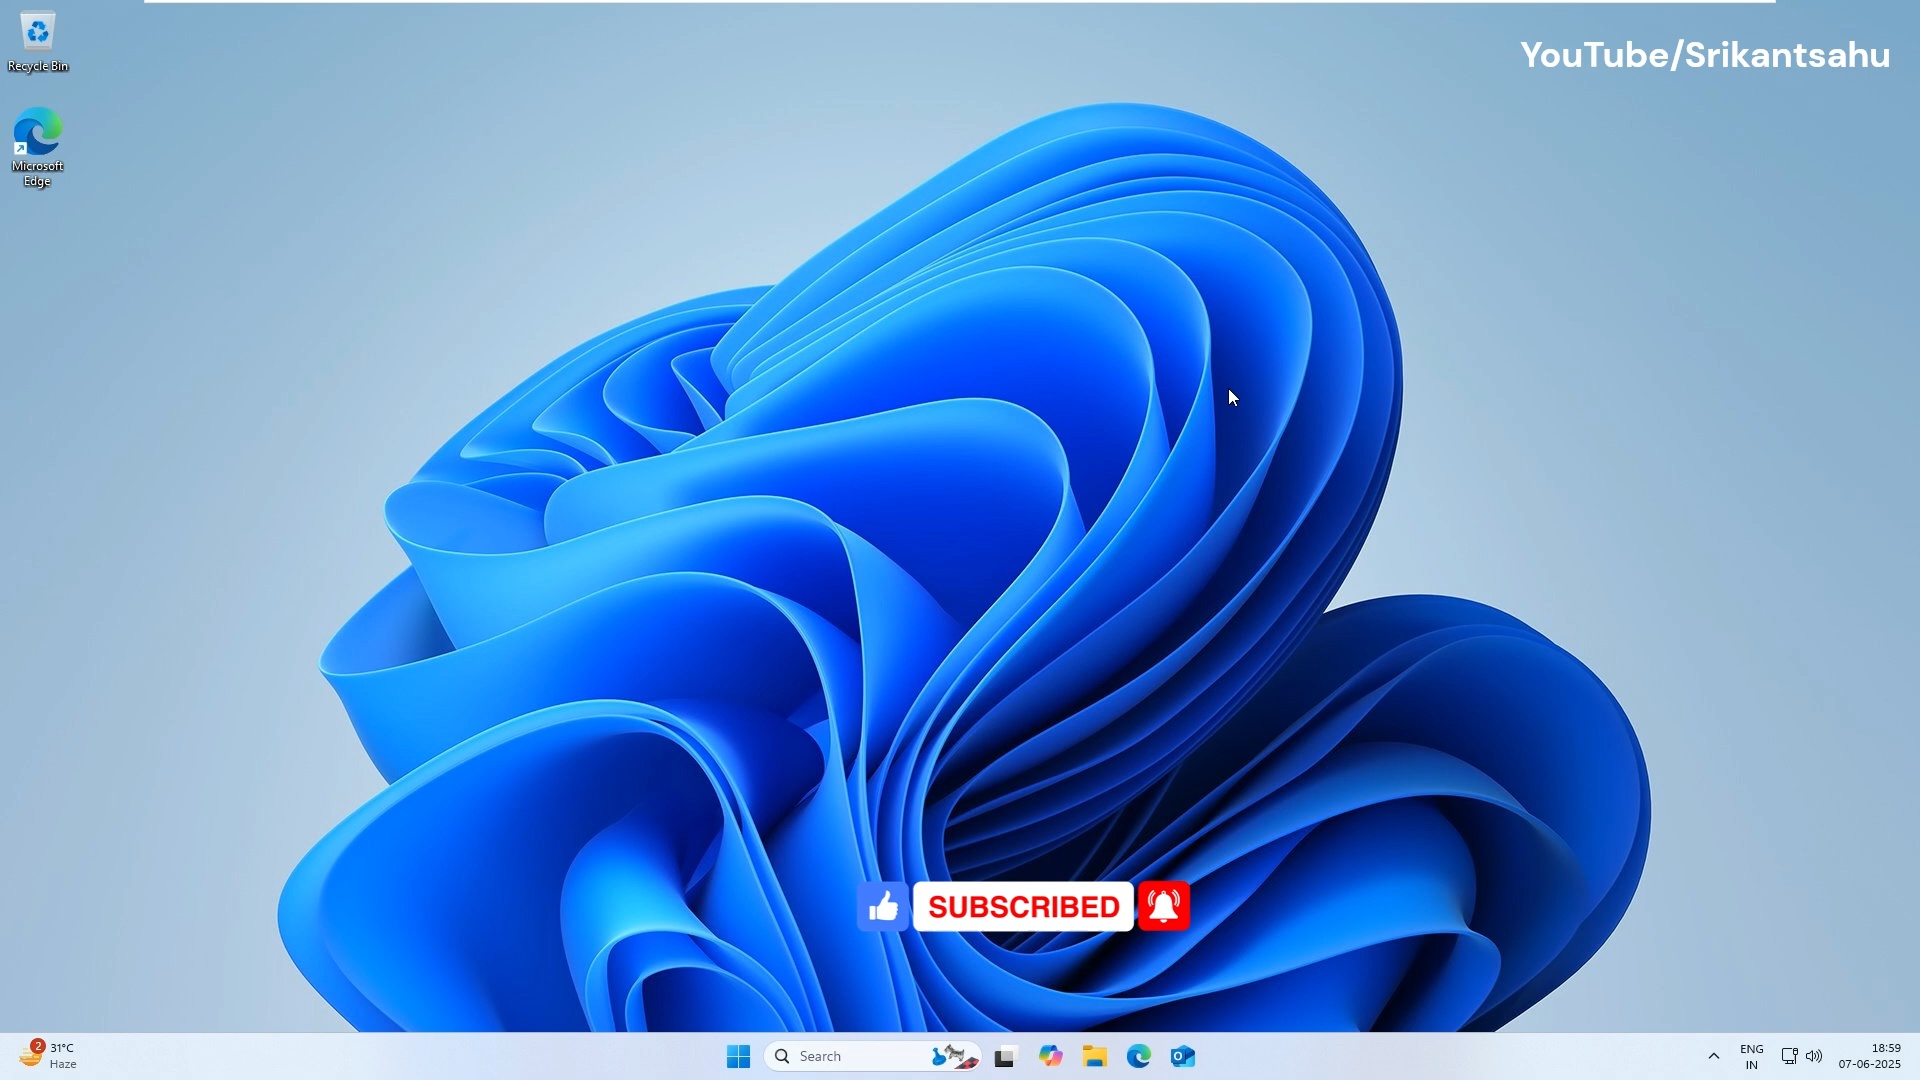 YouTube/Srikantsahu
Recycle Bin
Microsoft
Edge
SUBSCRIBED
2
31°C
Haze
Search
ENG
IN
18:59
07-06-2025